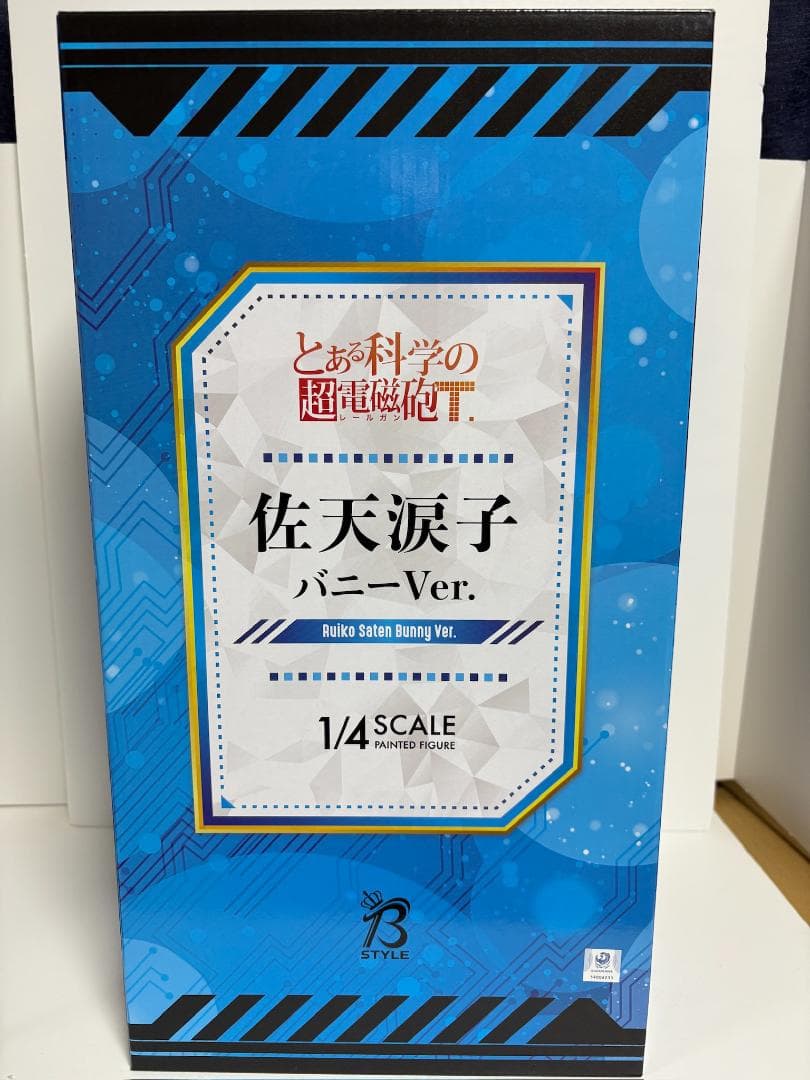 とある科学の
超電磁砲T.
レールガン
佐天涙子
バニーVer.
Ruiko Saten Bunny Ver.
1/4 SCALE
PAINTED FIGURE
B
STYLE